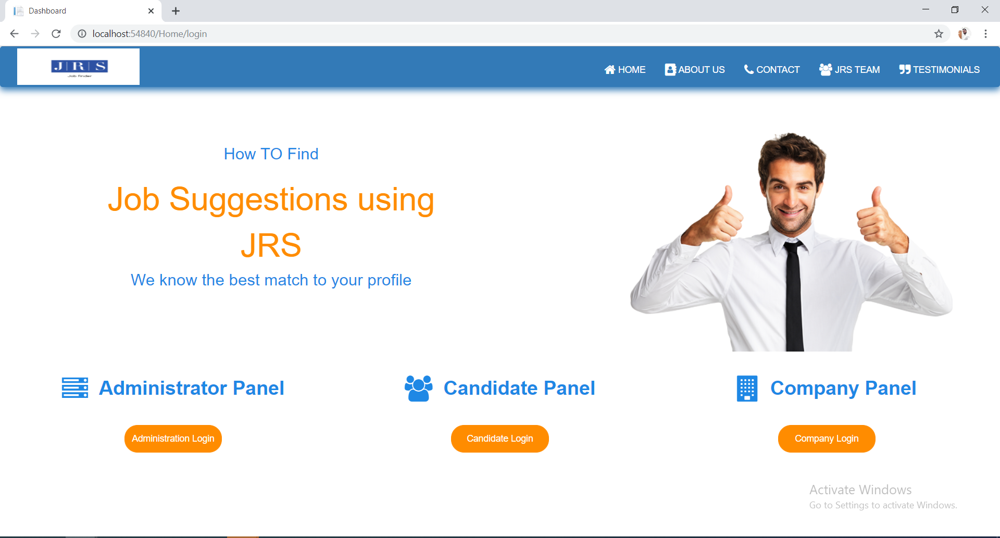 Dashboard
localhost:54840/Home/login
J|R|S
Job finder
HOME ABOUT US CONTACT JRS TEAM TESTIMONIALS
How TO Find
Job Suggestions using
JRS
We know the best match to your profile
Administrator Panel
Candidate Panel
Company Panel
Administration Login
Candidate Login
Company Login
Activate Windows
Go to Settings to activate Windows.